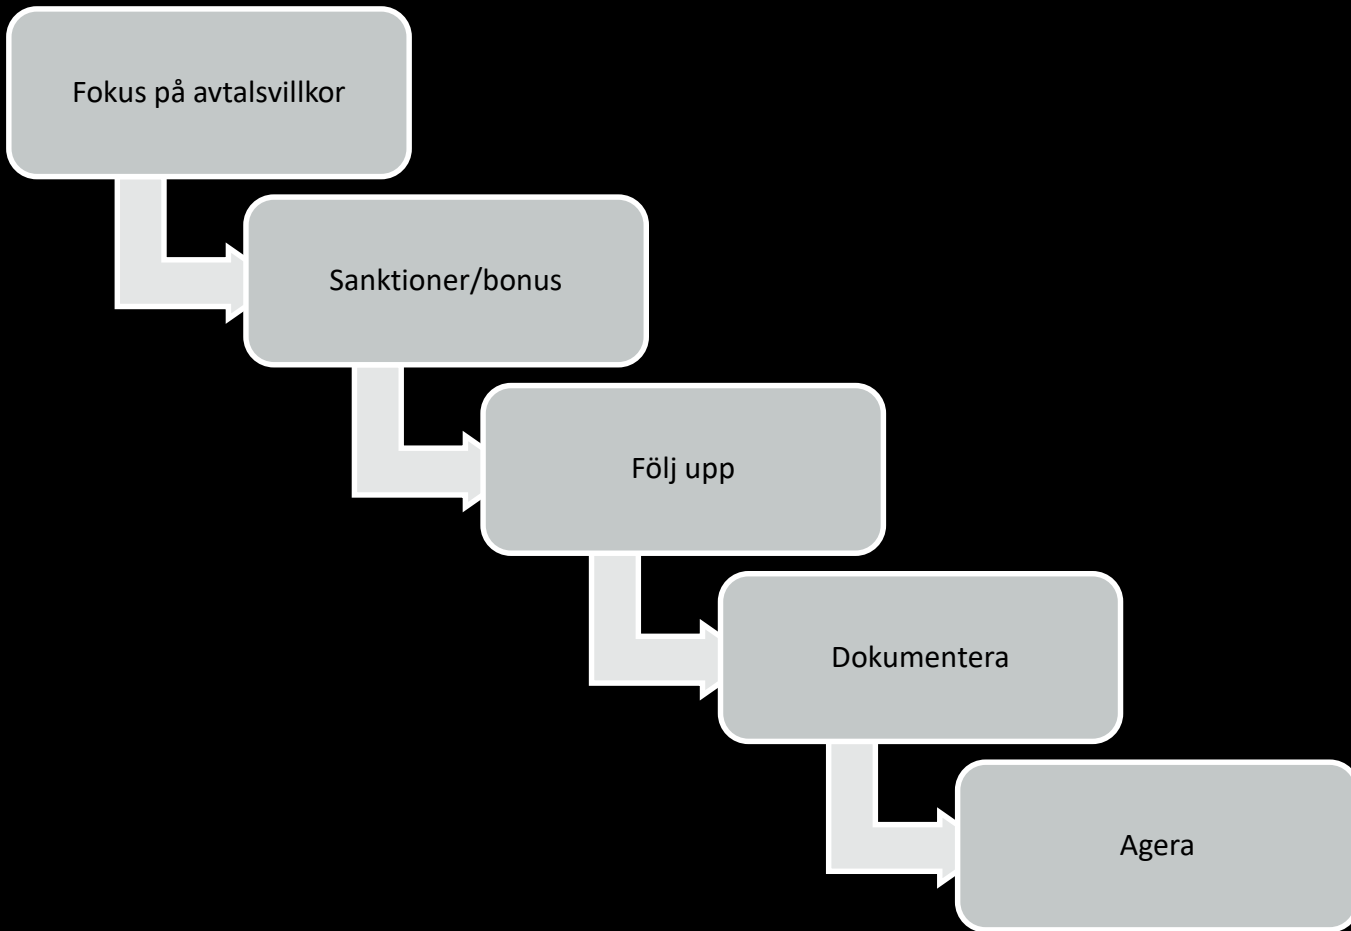 Fokus på avtalsvillkor
Sanktioner/bonus
Följ upp
Dokumentera
Agera